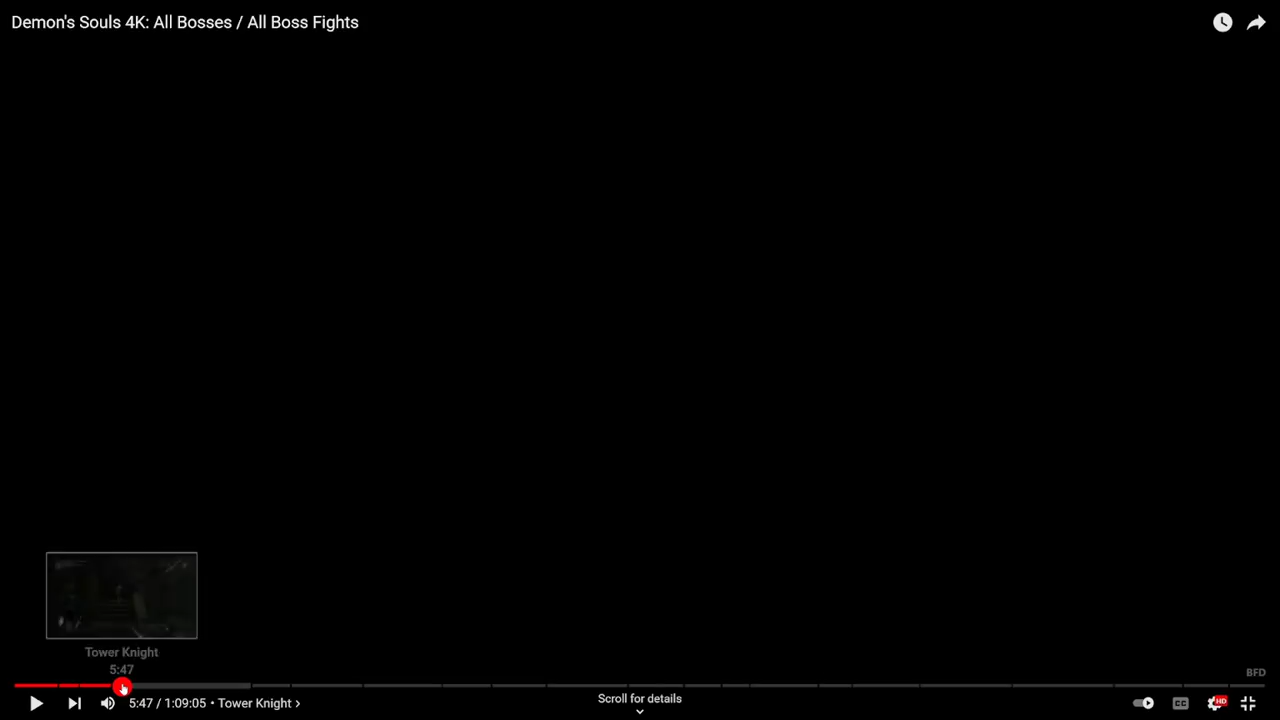 Demon's Souls 4K: All Bosses / All Boss Fights
Tower Knight
5:47
BFD
5:47 / 1:09:05 • Tower Knight ›
Scroll for details
CC
HD